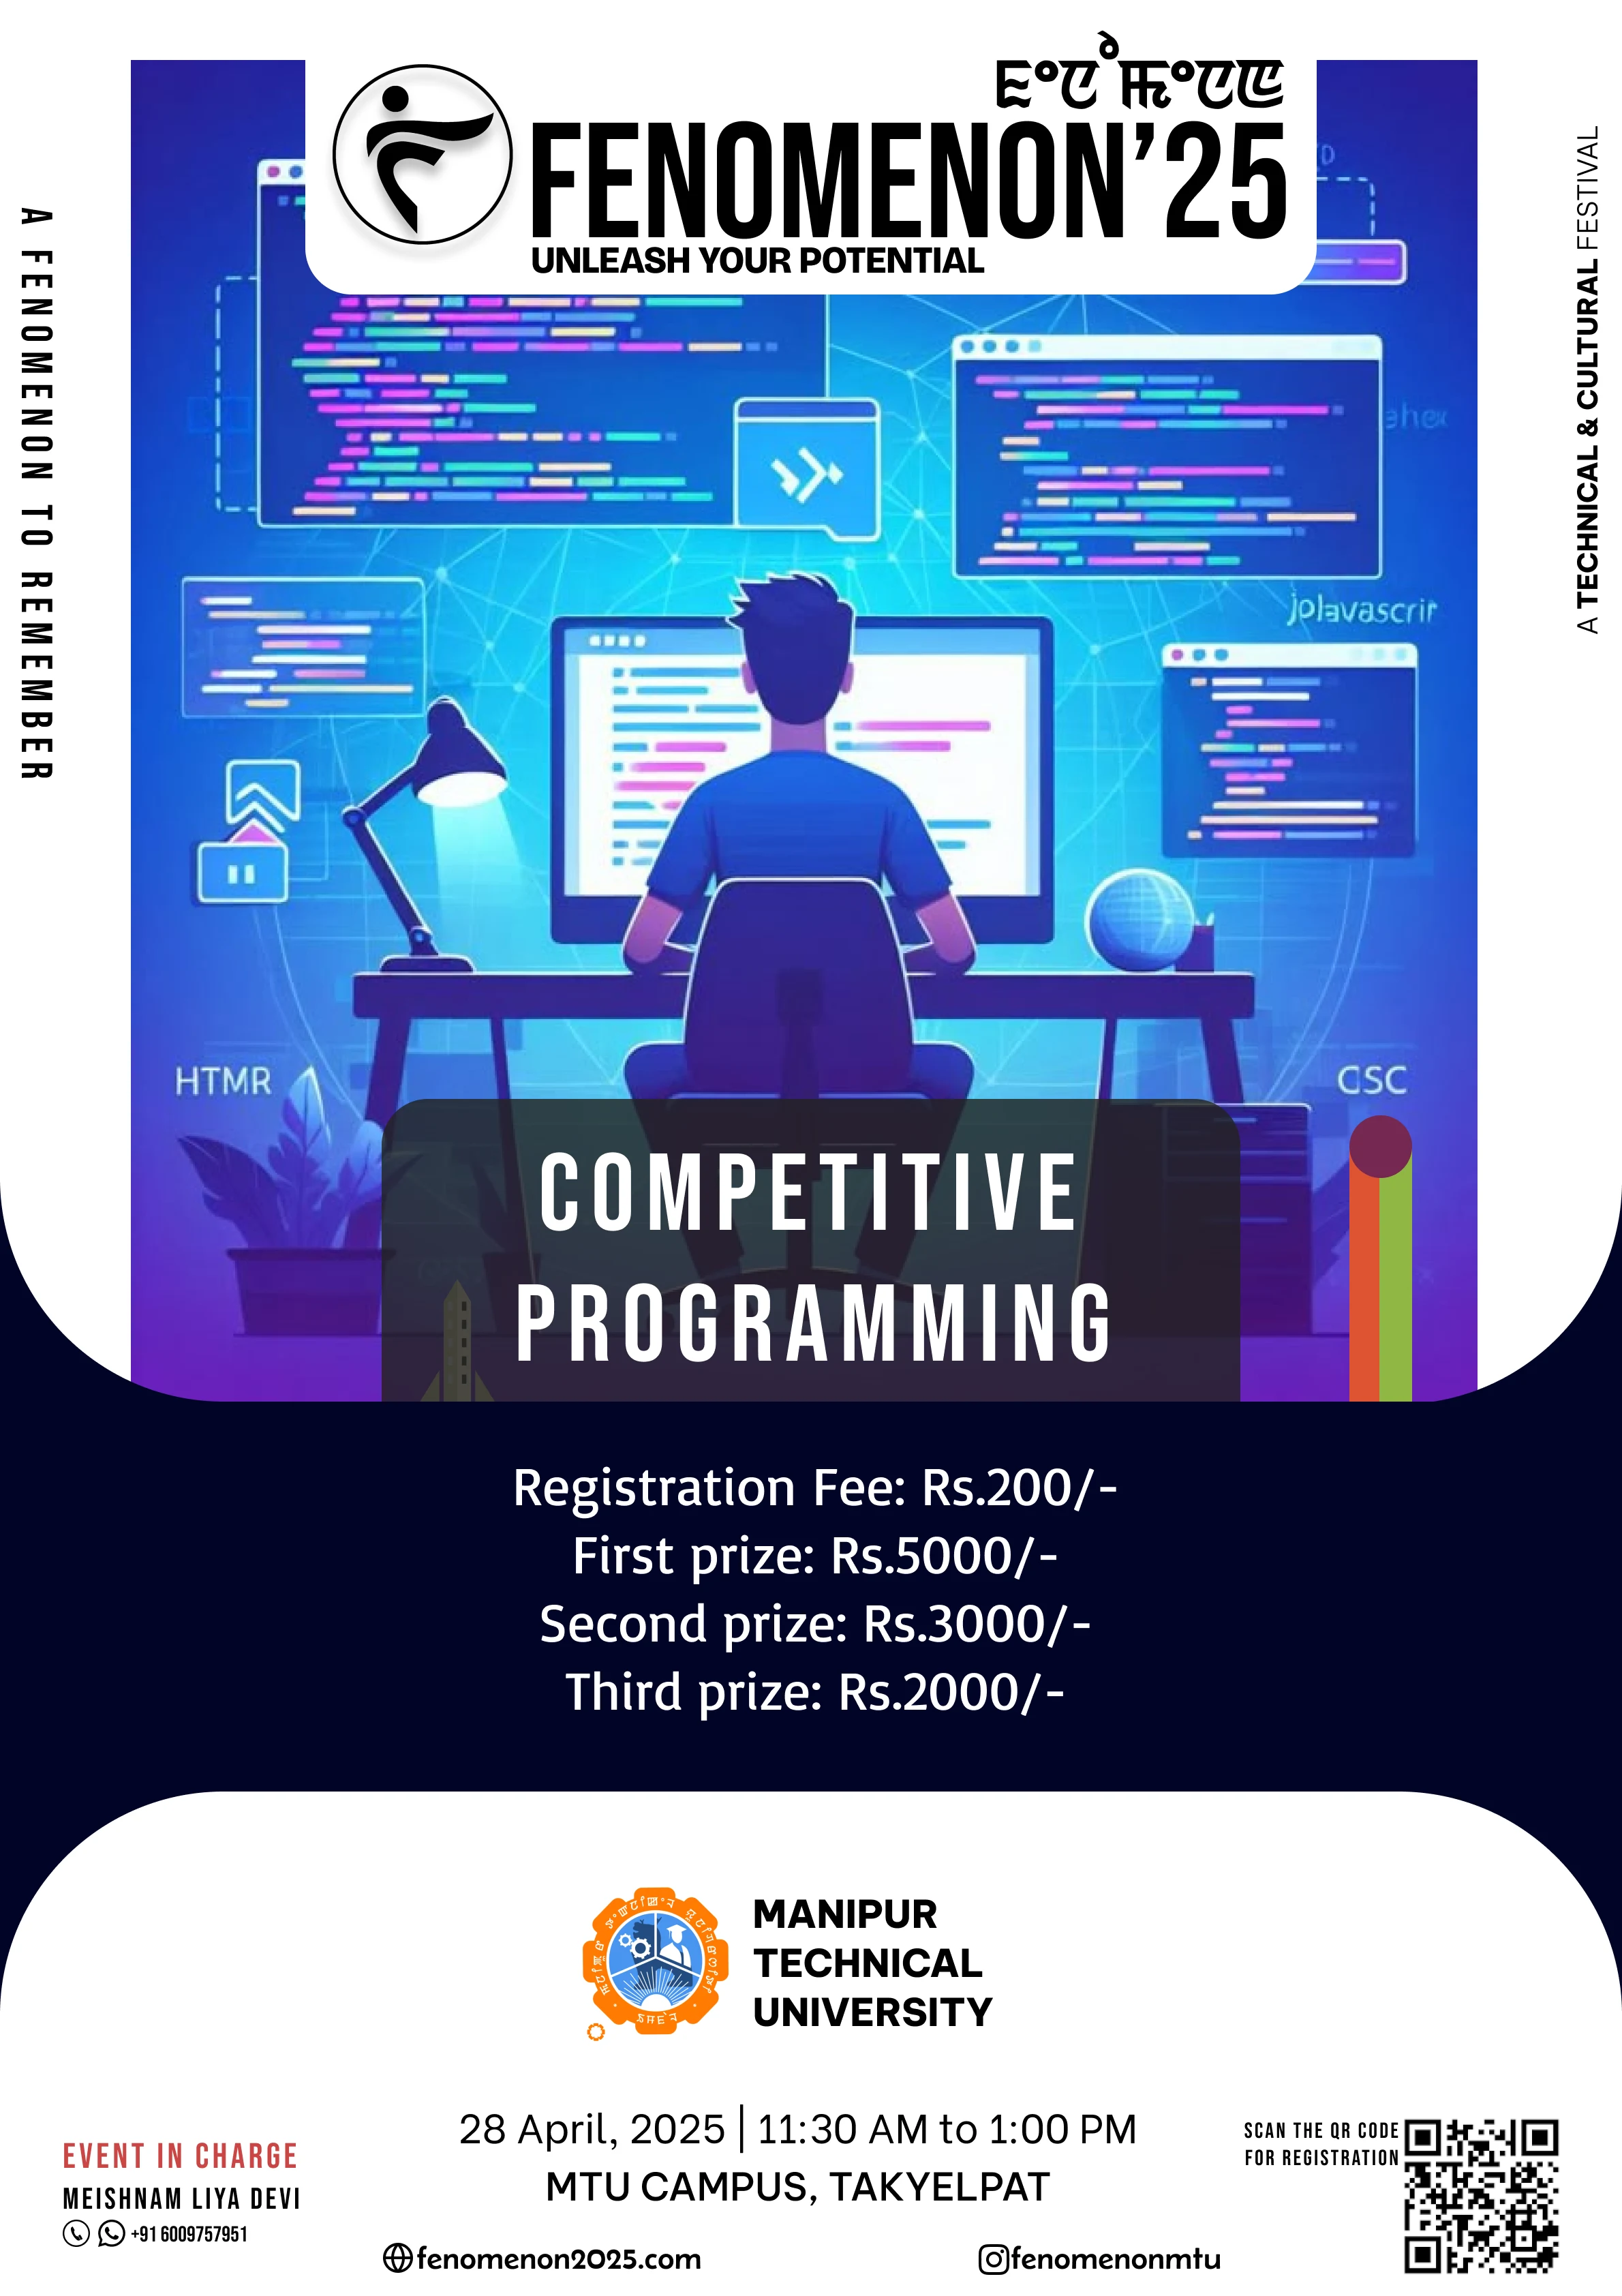 ꯐꯦꯅꯣꯃꯦꯅꯟ
FENOMENON’25
UNLEASH YOUR POTENTIAL
A FENOMENON TO REMEMBER
A TECHNICAL & CULTURAL FESTIVAL
jplavascrir
HTMR
CSC
COMPETITIVE
PROGRAMMING
Registration Fee: Rs.200/-
First prize: Rs.5000/-
Second prize: Rs.3000/-
Third prize: Rs.2000/-
MANIPUR
TECHNICAL
UNIVERSITY
28 April, 2025 | 11:30 AM to 1:00 PM
MTU CAMPUS, TAKYELPAT
EVENT IN CHARGE
MEISHNAM LIYA DEVI
+91 6009757951
fenomenon2025.com
fenomenonmtu
SCAN THE QR CODE
FOR REGISTRATION